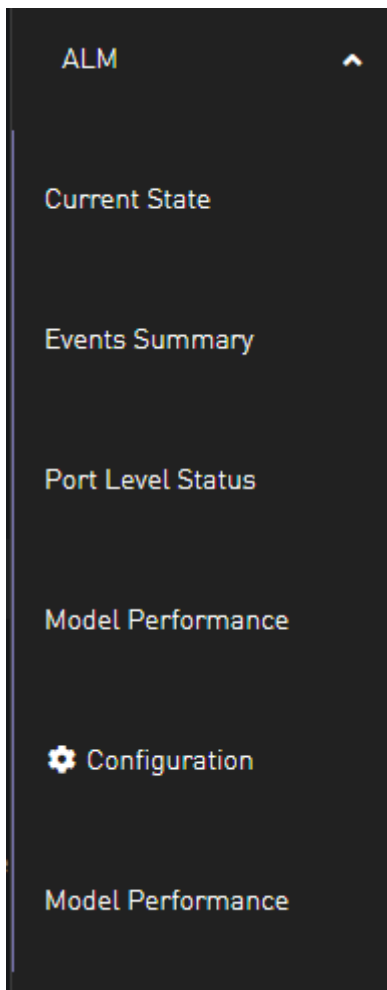 ALM
Current State
Events Summary
Port Level Status
Model Performance
Configuration
Model Performance